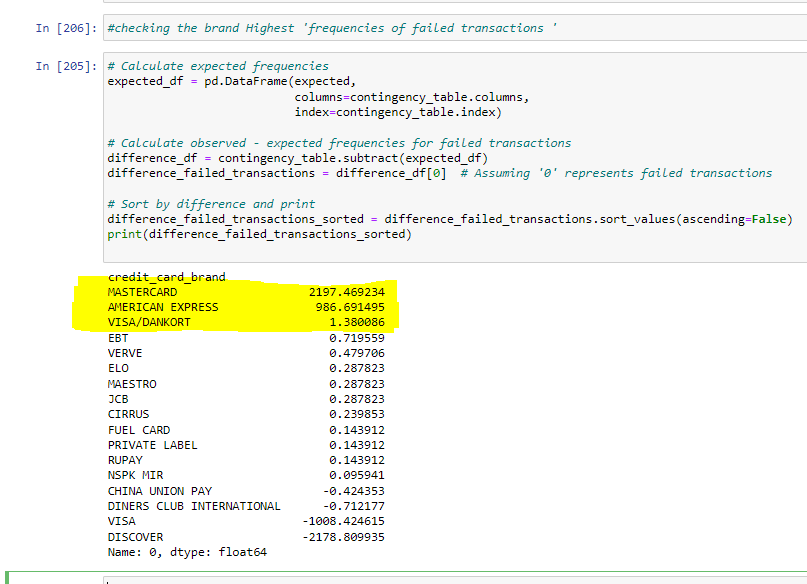 In [206]: #checking the brand Highest 'frequencies of failed transactions '
In [205]: # Calculate expected frequencies
expected_df = pd.DataFrame(expected,
columns=contingency_table.columns,
index=contingency_table.index)
# Calculate observed - expected frequencies for failed transactions
difference_df = contingency_table.subtract(expected_df)
difference_failed_transactions = difference_df[0]  # Assuming '0' represents failed transactions
# Sort by difference and print
difference_failed_transactions_sorted = difference_failed_transactions.sort_values(ascending=False)
print(difference_failed_transactions_sorted)
credit_card_brand
MASTERCARD 2197.469234
AMERICAN EXPRESS 986.691495
VISA/DANKORT 1.380086
EBT 0.719559
VERVE 0.479706
ELO 0.287823
MAESTRO 0.287823
JCB 0.287823
CIRRUS 0.239853
FUEL CARD 0.143912
PRIVATE LABEL 0.143912
RUPAY 0.143912
NSPK MIR 0.095941
CHINA UNION PAY -0.424353
DINERS CLUB INTERNATIONAL -0.712177
VISA -1008.424615
DISCOVER -2178.809935
Name: 0, dtype: float64